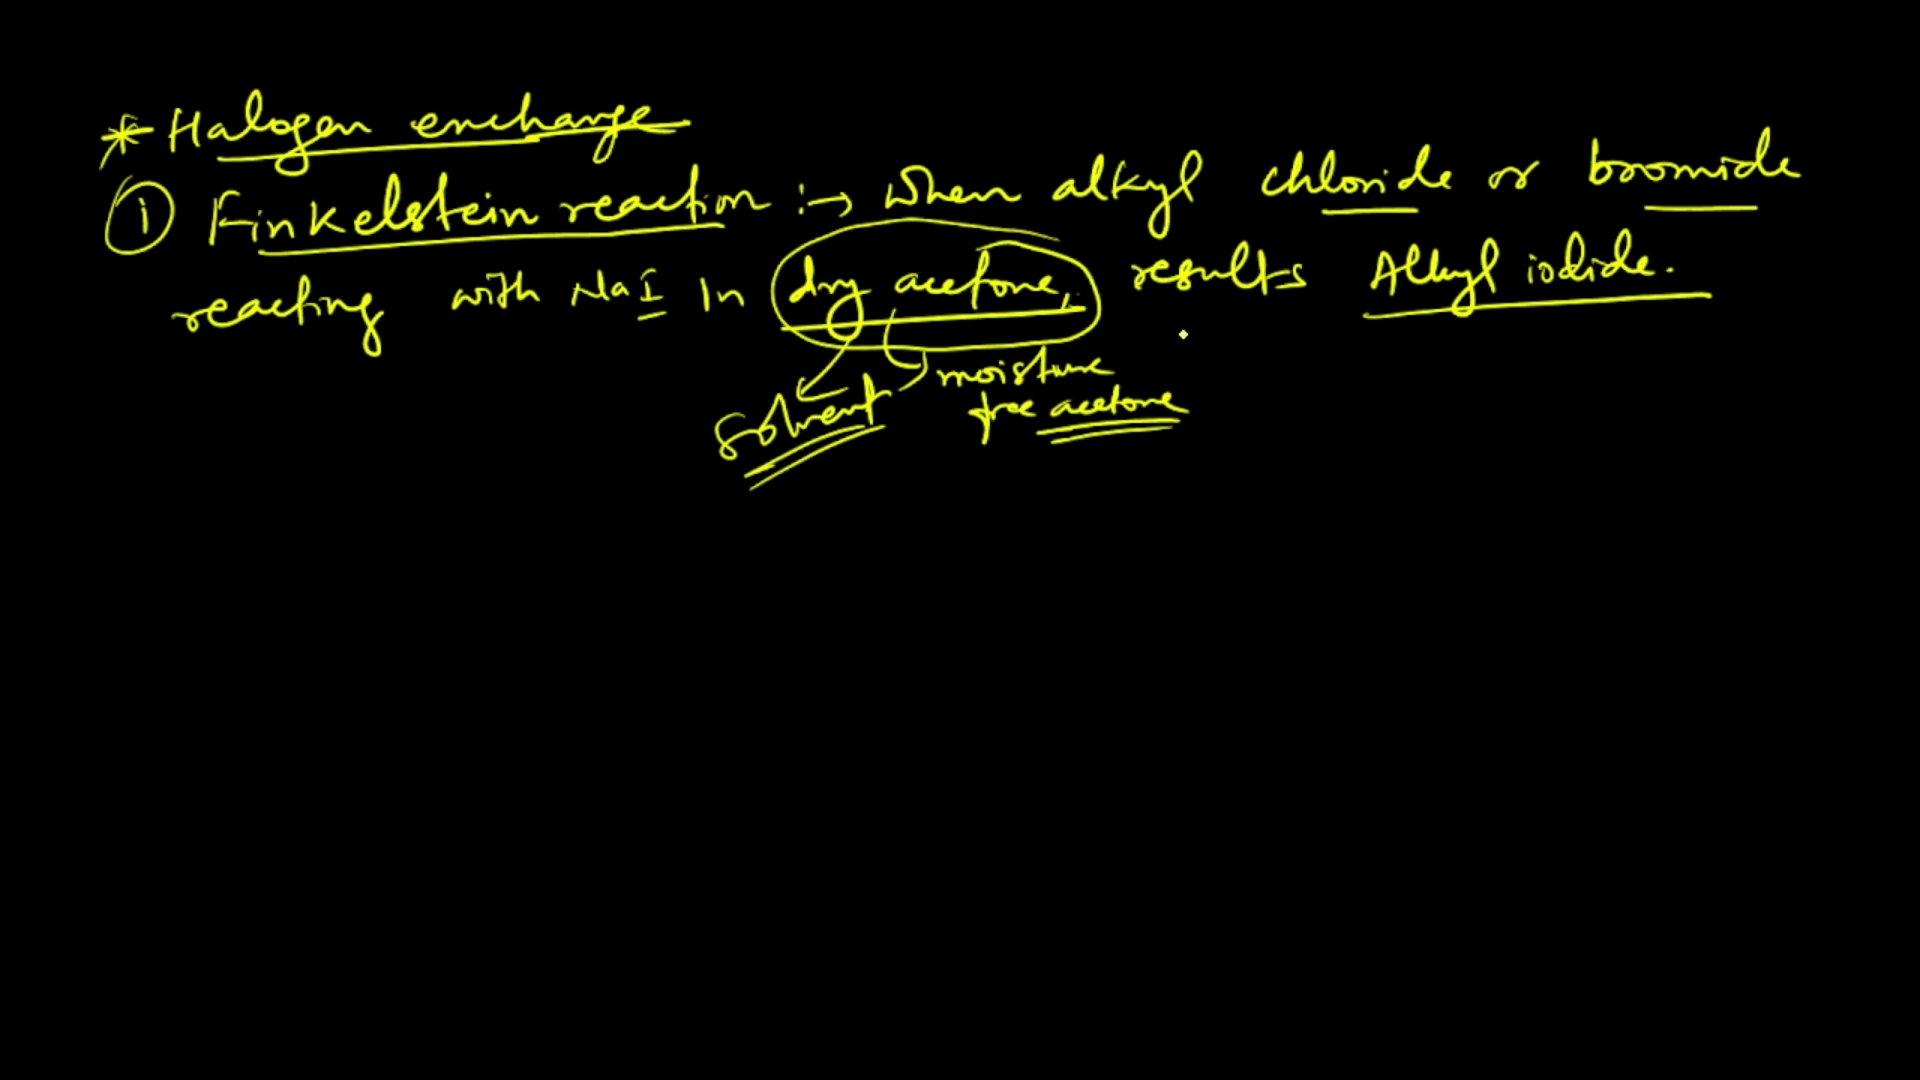 * Halogen exchange
① Finkelstein reaction :→ When alkyl chloride or bromide
reacting with NaI In dry acetone, results Alkyl iodide.
solvent
moisture
free acetone